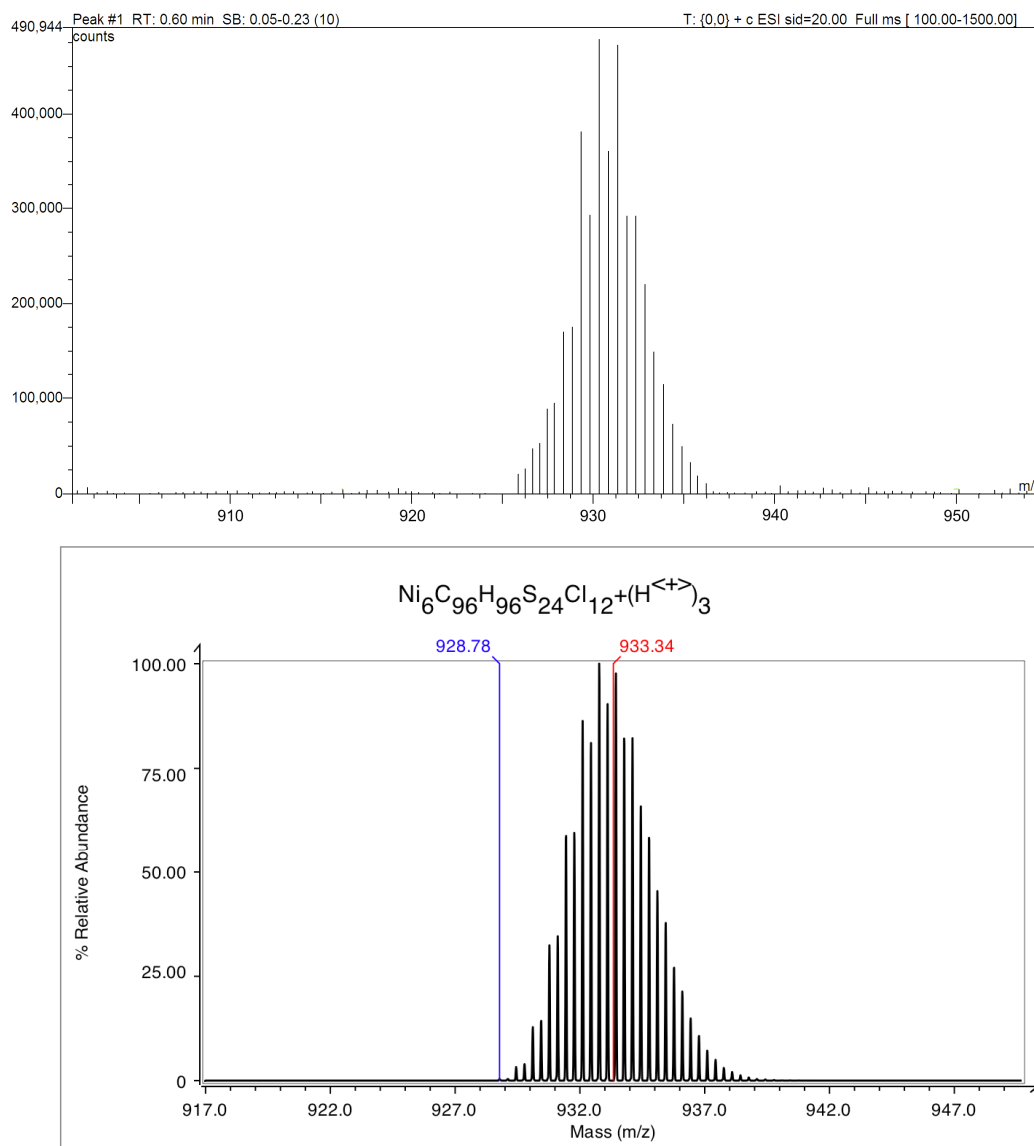 Peak #1 RT: 0.60 min SB: 0.05-0.23 (10) T: {0,0} + c ESI sid=20.00 Full ms [ 100.00-1500.00]
490,944
counts
400,000
300,000
200,000
100,000
0
m/
910 920 930 940 950
Ni6C96H96S24Cl12+(H<+>)3
928.78 933.34
100.00
75.00
50.00
25.00
0
% Relative Abundance
917.0 922.0 927.0 932.0 937.0 942.0 947.0
Mass (m/z)